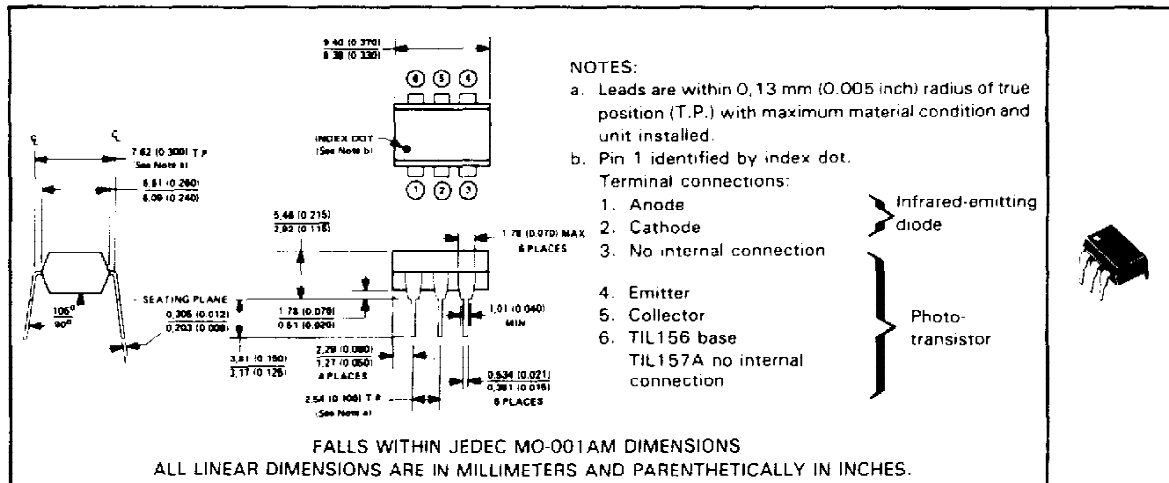 9.40 (0.370)
8.38 (0.330)
6 5 4
INDEX DOT
(See Note b)
1 2 3
℄ ℄
7.62 (0.300) T.P
(See Note a)
6.61 (0.260)
6.09 (0.240)
5.46 (0.215)
2.92 (0.115)
1.78 (0.070) MAX
6 PLACES
SEATING PLANE
105°
90°
0.305 (0.012)
0.203 (0.008)
1.78 (0.070)
0.51 (0.020)
1.01 (0.040)
MIN
3.81 (0.150)
3.17 (0.125)
1.27 (0.050)
4 PLACES
0.534 (0.021)
0.381 (0.015)
6 PLACES
2.54 (0.100) T.P
(See Note a)
NOTES:
a. Leads are within 0,13 mm (0.005 inch) radius of true
position (T.P.) with maximum material condition and
unit installed.
b. Pin 1 identified by index dot.
Terminal connections:
1. Anode
2. Cathode
Infrared-emitting
diode
3. No internal connection
4. Emitter
5. Collector
6. TIL156 base
TIL157A no internal
connection
Photo-
transistor
FALLS WITHIN JEDEC MO-001AM DIMENSIONS
ALL LINEAR DIMENSIONS ARE IN MILLIMETERS AND PARENTHETICALLY IN INCHES.